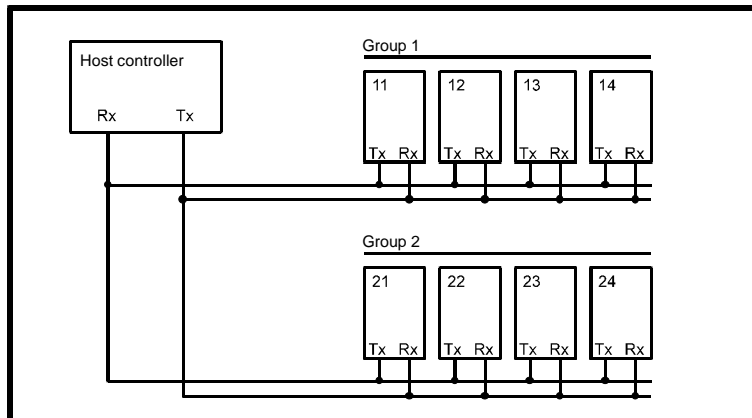 Host controller
Rx Tx
Group 1
11 12 13 14
Tx Rx Tx Rx Tx Rx Tx Rx
Group 2
21 22 23 24
Tx Rx Tx Rx Tx Rx Tx Rx